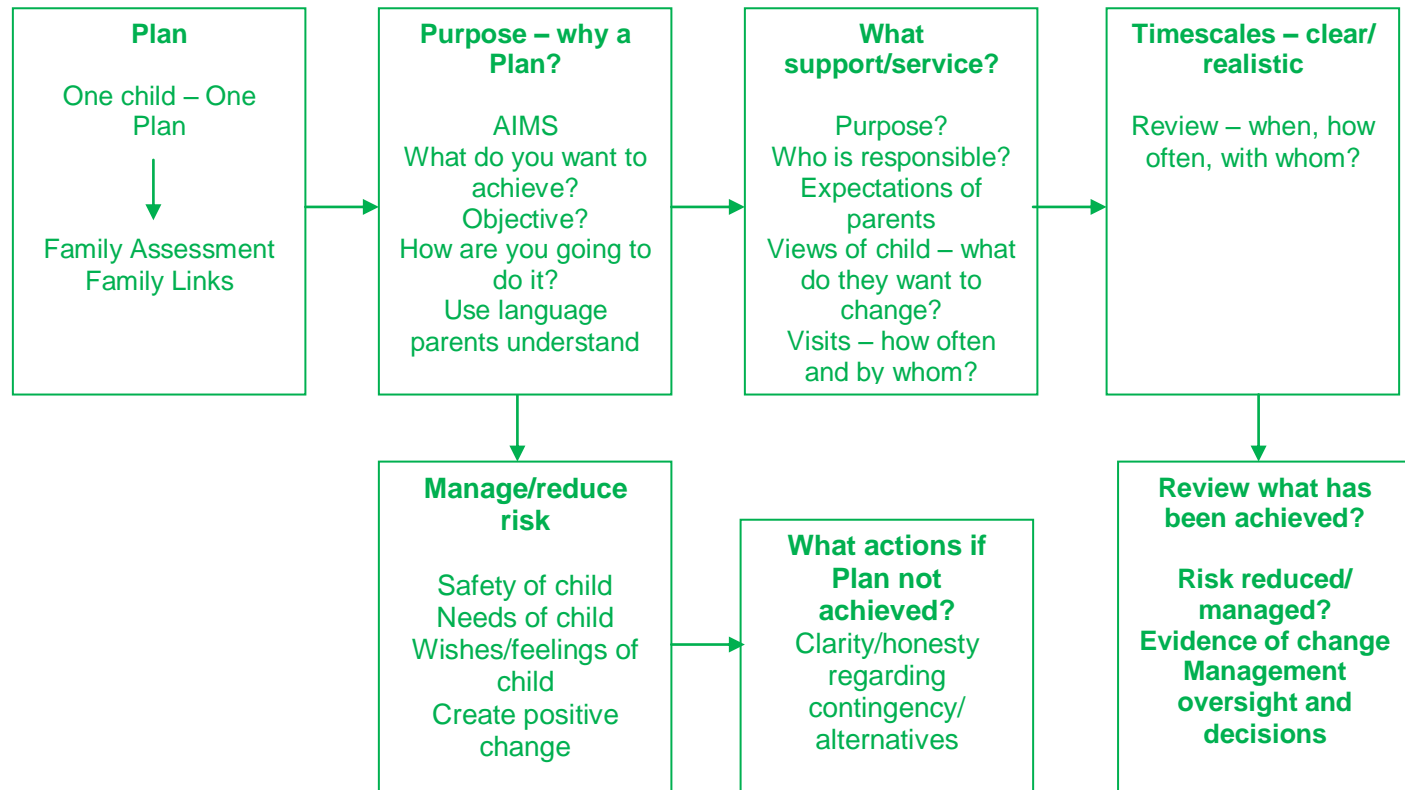 Plan
One child – One
Plan
Family Assessment
Family Links
Purpose – why a
Plan?
AIMS
What do you want to
achieve?
Objective?
How are you going to
do it?
Use language
parents understand
What
support/service?
Purpose?
Who is responsible?
Expectations of
parents
Views of child – what
do they want to
change?
Visits – how often
and by whom?
Timescales – clear/
realistic
Review – when, how
often, with whom?
Manage/reduce
risk
Safety of child
Needs of child
Wishes/feelings of
child
Create positive
change
What actions if
Plan not
achieved?
Clarity/honesty
regarding
contingency/
alternatives
Review what has
been achieved?
Risk reduced/
managed?
Evidence of change
Management
oversight and
decisions